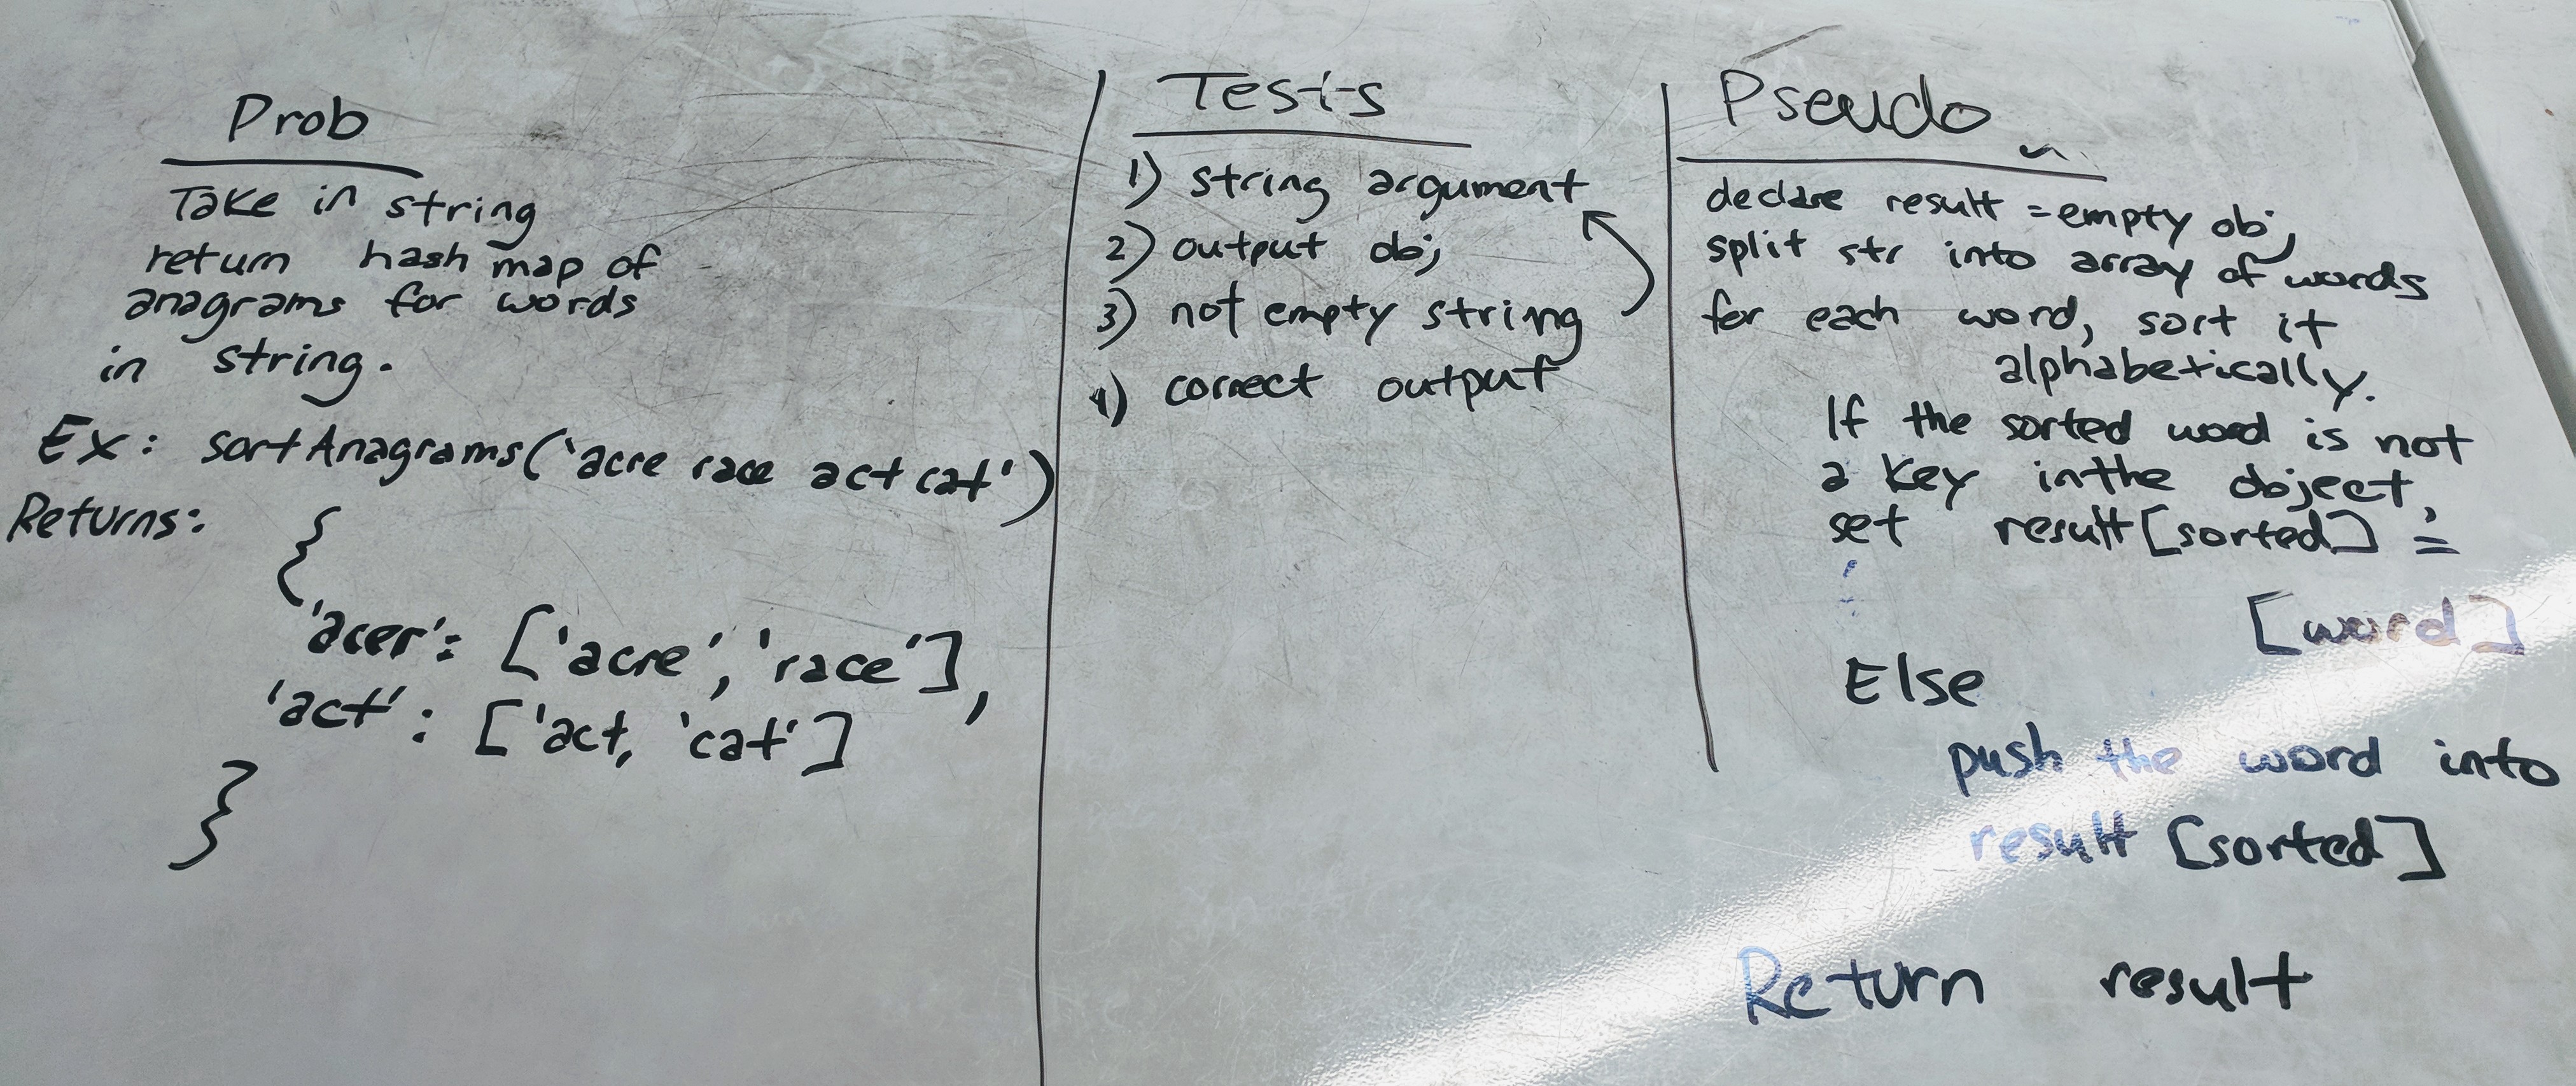 Prob
Take in string
return hash map of
anagrams for words
in string.
Ex: sortAnagrams('acre race act cat')
Returns:
{
'acer': ['acre', 'race'],
'act': ['act, 'cat']
}
Tests
1) string argument
2) output obj
3) not empty string
4) correct output
Pseudo
declare result = empty obj
split str into array of words
for each word, sort it
alphabetically.
If the sorted word is not
a key in the object,
set result[sorted] =
[word]
Else
push the word into
result [sorted]
Return result